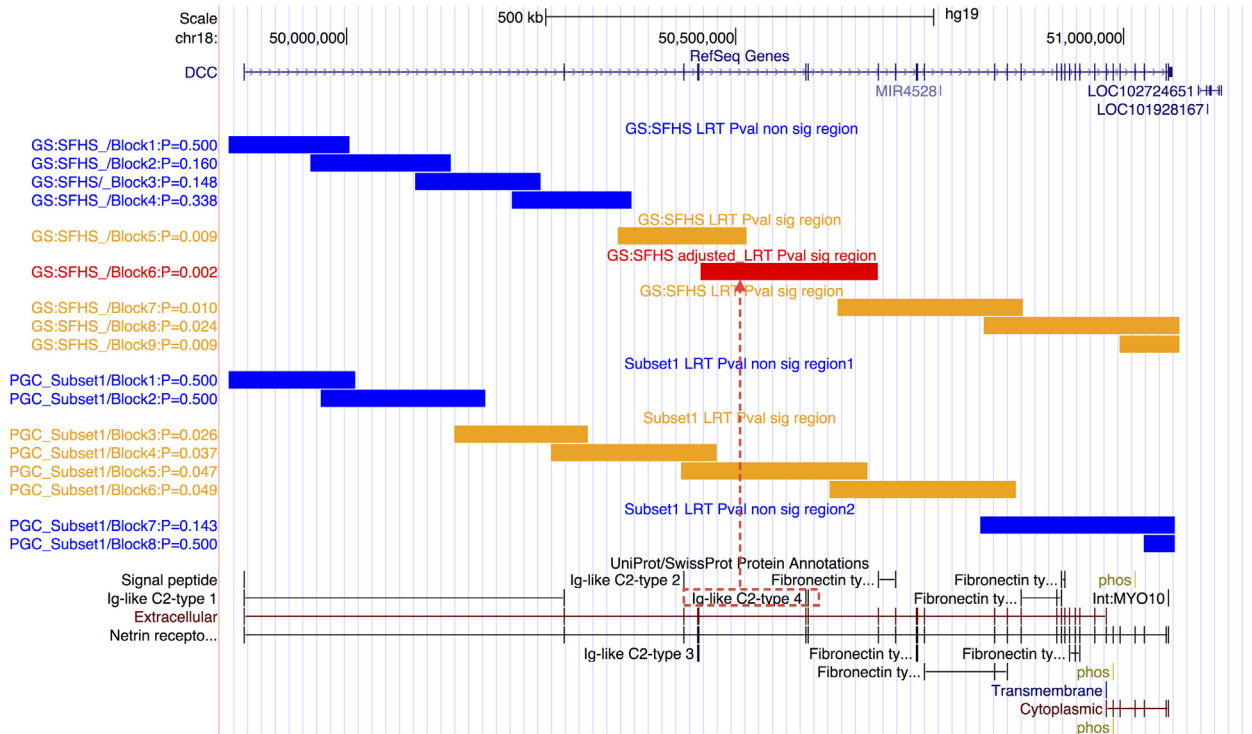 Scale 500 kb hg19
chr18: 50,000,000 50,500,000 51,000,000
RefSeq Genes
DCC
MIR4528 LOC102724651
LOC101928167
GS:SFHS LRT Pval non sig region
GS:SFHS_/Block1:P=0.500
GS:SFHS_/Block2:P=0.160
GS:SFHS/_Block3:P=0.148
GS:SFHS_/Block4:P=0.338
GS:SFHS LRT Pval sig region
GS:SFHS_/Block5:P=0.009
GS:SFHS adjusted_LRT Pval sig region
GS:SFHS_/Block6:P=0.002
GS:SFHS LRT Pval sig region
GS:SFHS_/Block7:P=0.010
GS:SFHS_/Block8:P=0.024
GS:SFHS_/Block9:P=0.009
Subset1 LRT Pval non sig region1
PGC_Subset1/Block1:P=0.500
PGC_Subset1/Block2:P=0.500
Subset1 LRT Pval sig region
PGC_Subset1/Block3:P=0.026
PGC_Subset1/Block4:P=0.037
PGC_Subset1/Block5:P=0.047
PGC_Subset1/Block6:P=0.049
Subset1 LRT Pval non sig region2
PGC_Subset1/Block7:P=0.143
PGC_Subset1/Block8:P=0.500
UniProt/SwissProt Protein Annotations
Signal peptide Ig-like C2-type 2 Fibronectin ty... Fibronectin ty... phos
Ig-like C2-type 1 Ig-like C2-type 4 Fibronectin ty... Int:MYO10
Extracellular
Netrin recepto...
Ig-like C2-type 3 Fibronectin ty... Fibronectin ty...
Fibronectin ty... phos
Transmembrane
Cytoplasmic
phos